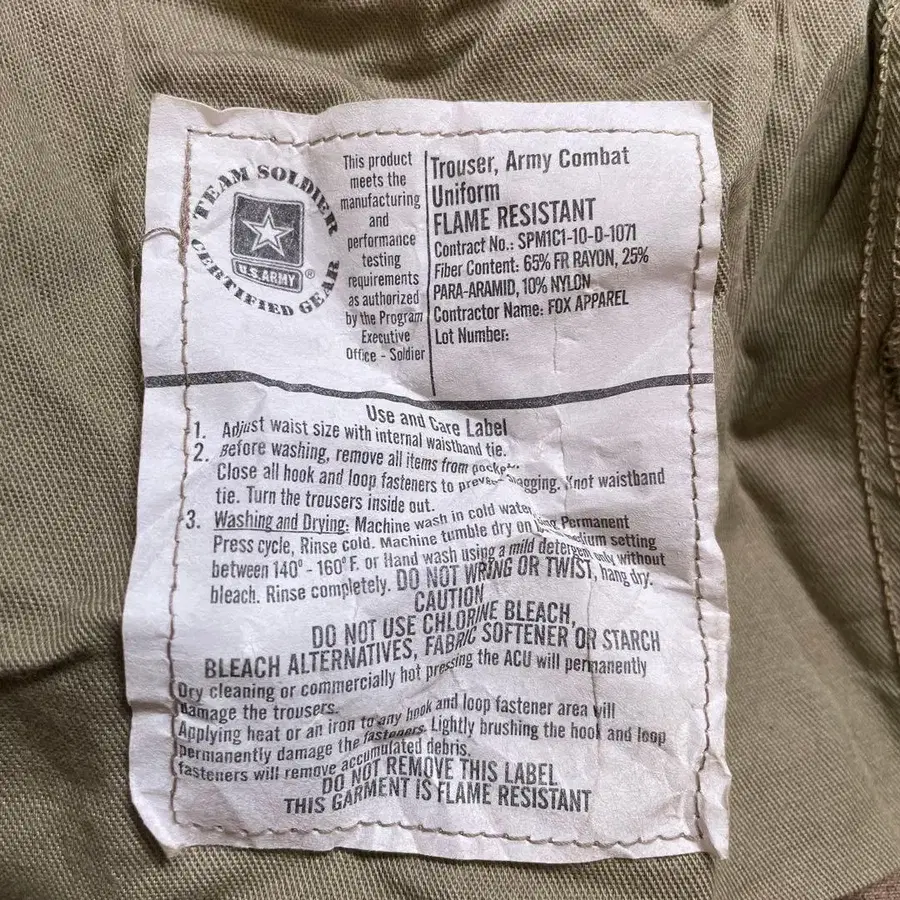 TEAM SOLDIER
CERTIFIED GEAR
U.S.ARMY
®
This product
meets the
manufacturing
and
performance
testing
requirements
as authorized
by the Program
Executive
Office - Soldier
Trouser, Army Combat
Uniform
FLAME RESISTANT
Contract No.: SPM1C1-10-D-1071
Fiber Content: 65% FR RAYON, 25%
PARA-ARAMID, 10% NYLON
Contractor Name: FOX APPAREL
Lot Number:
Use and Care Label
1. Adjust waist size with internal waistband tie.
2. Before washing, remove all items from
Close all hook and loop fasteners to prevent snagging. Knot waistband
tie. Turn the trousers inside out.
3. Washing and Drying: Machine wash in cold water Permanent
Press cycle, Rinse cold. Machine tumble dry on setting
between 140° - 160°F. or Hand wash using a mild detergent only without
bleach. Rinse completely. DO NOT WRING OR TWIST, hang dry.
CAUTION
DO NOT USE CHLORINE BLEACH,
BLEACH ALTERNATIVES, FABRIC SOFTENER OR STARCH
Dry cleaning or commercially hot pressing the ACU will permanently
damage the trousers.
Applying heat or an iron to any hook and loop fastener area will
permanently damage the fasteners. Lightly brushing the hook and loop
fasteners will remove accumulated debris.
DO NOT REMOVE THIS LABEL
THIS GARMENT IS FLAME RESISTANT